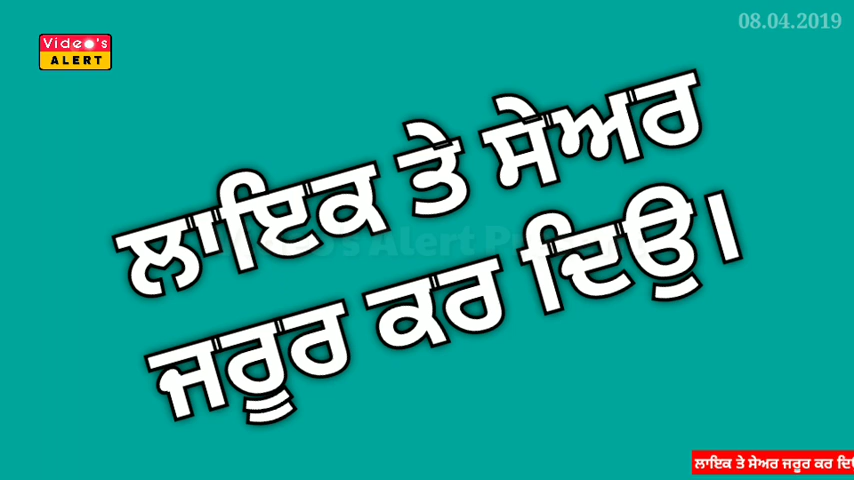 08.04.2019
Video's
ALERT
ਲਾਇਕ ਤੇ ਸੇਅਰ
ਜਰੂਰ ਕਰ ਦਿਉ।
ਲਾਇਕ ਤੇ ਸੇਅਰ ਜਰੂਰ ਕਰ